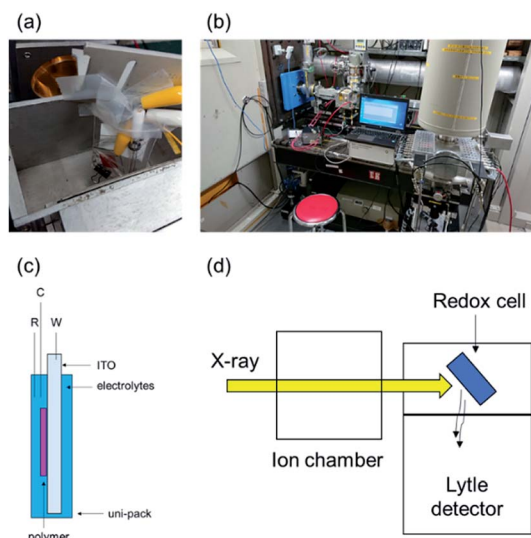 (a)
(b)
(c)
C
R
W
ITO
electrolytes
uni-pack
polymer
(d)
Redox cell
X-ray
Ion chamber
Lytle
detector